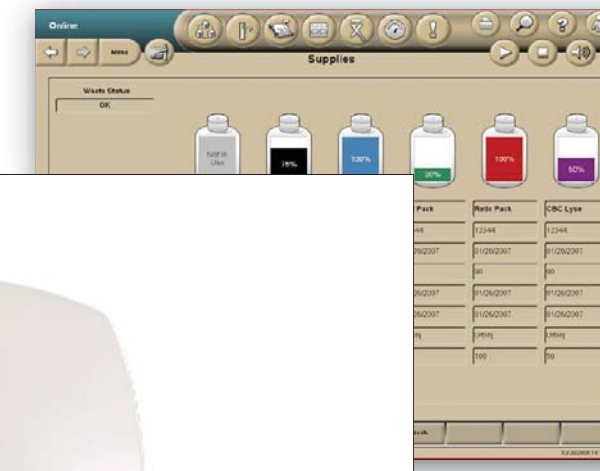 Online
Menu
Supplies
Waste Status
OK
Not in
Use
75%
100%
20%
100%
50%
Pack
Retic Pack
CBC Lyse
12344
12344
01/26/2007
01/26/2007
90
90
01/26/2007
01/26/2007
01/26/2007
01/26/2007
100
50